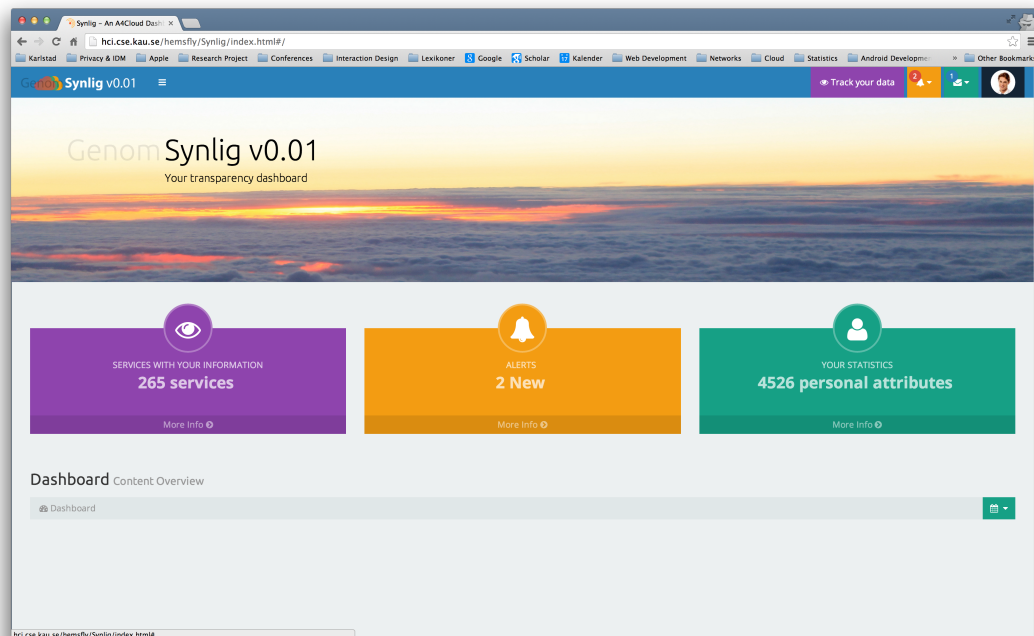 Synlig – An A4Cloud Dash
hci.cse.kau.se/hemsfly/Synlig/index.html#/
Karlstad Privacy & IDM Apple Research Project Conferences Interaction Design Lexikoner Google Scholar Kalender Web Development Networks Cloud Statistics Android Developme » Other Bookmarks
Genom Synlig v0.01 Track your data 2 1
Genom Synlig v0.01
Your transparency dashboard
SERVICES WITH YOUR INFORMATION
265 services
More Info
ALERTS
2 New
More Info
YOUR STATISTICS
4526 personal attributes
More Info
Dashboard Content Overview
Dashboard
hci.cse.kau.se/hemsfly/Synlig/index.html#